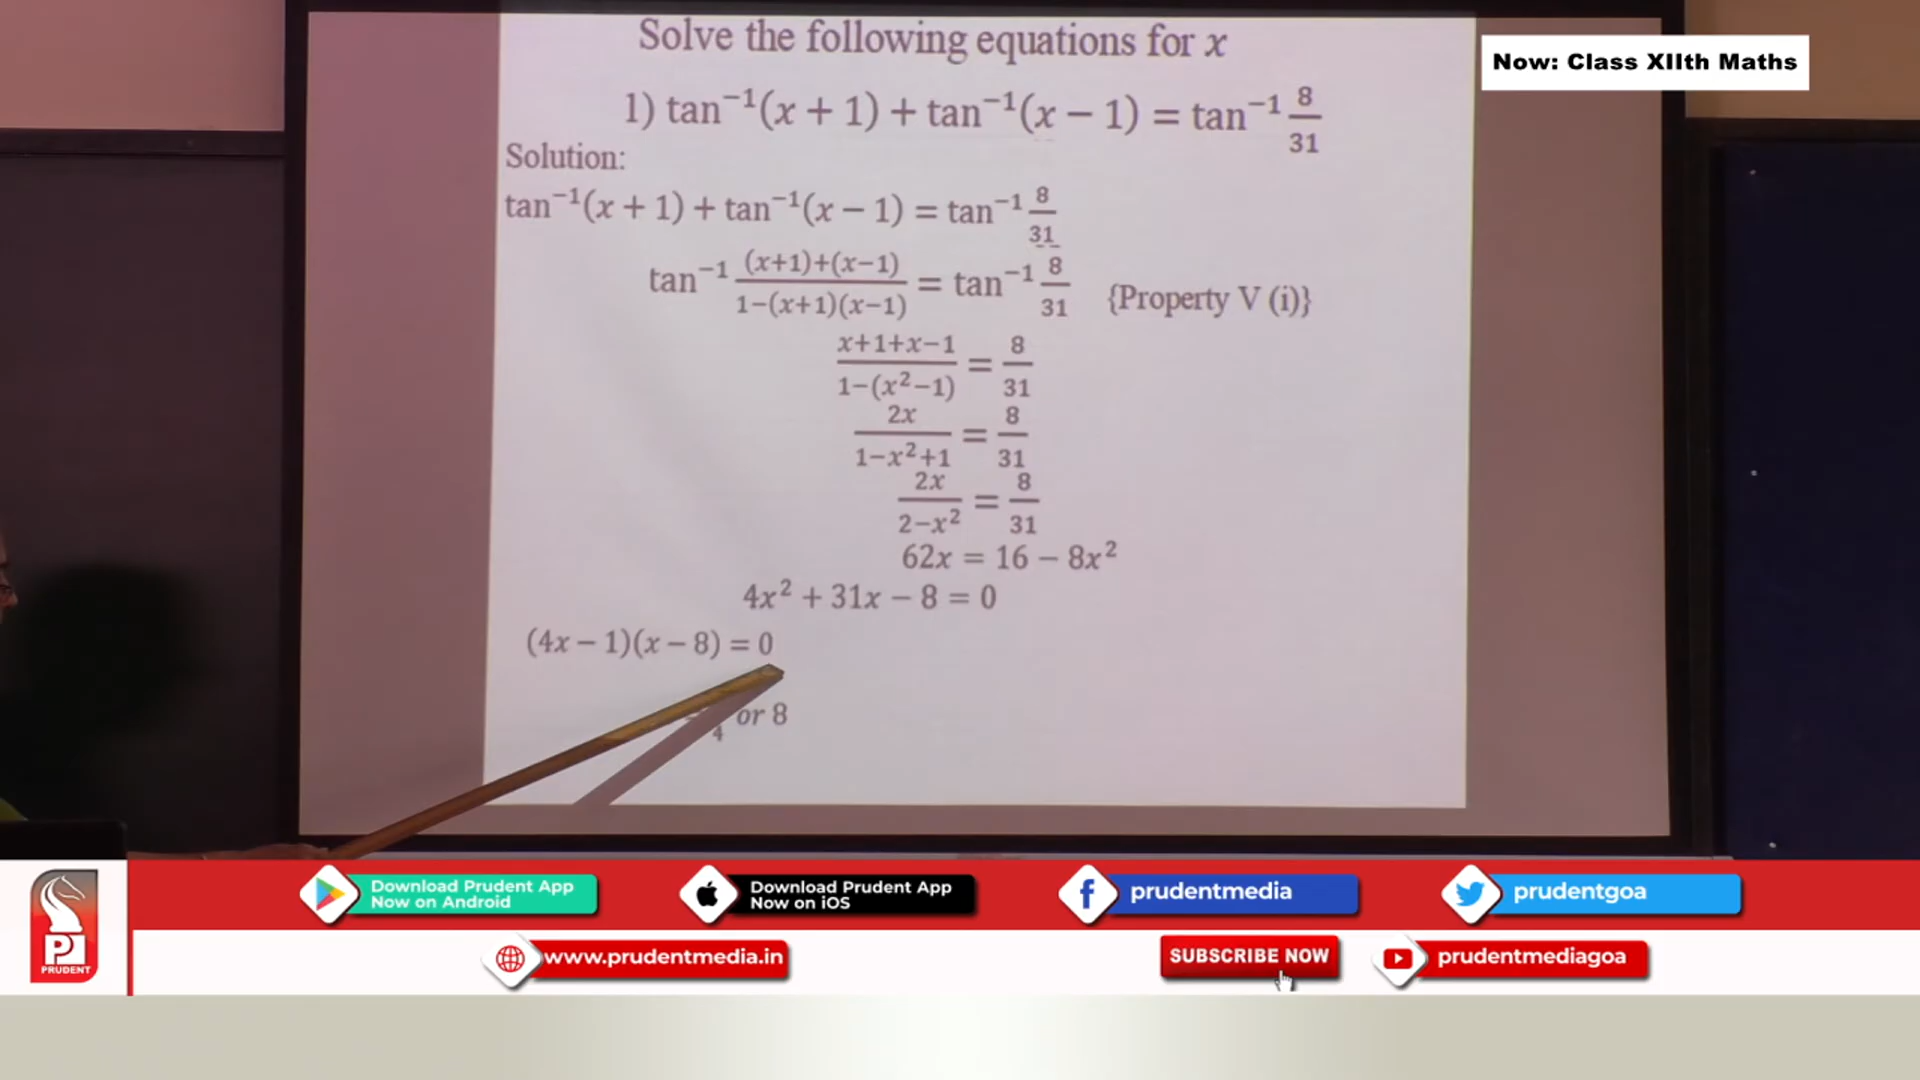 Solve the following equations for x
Now: Class XIIth Maths
1) tan⁻¹(x + 1) + tan⁻¹(x − 1) = tan⁻¹ 8/31
Solution:
tan⁻¹(x + 1) + tan⁻¹(x − 1) = tan⁻¹ 8/31
tan⁻¹ (x+1)+(x−1)/1−(x+1)(x−1) = tan⁻¹ 8/31 {Property V (i)}
x+1+x−1/1−(x²−1) = 8/31
2x/1−x²+1 = 8/31
2x/2−x² = 8/31
62x = 16 − 8x²
4x² + 31x − 8 = 0
(4x − 1)(x − 8) = 0
4 or 8
Download Prudent App
Now on Android
Download Prudent App
Now on iOS
prudentmedia
prudentgoa
PRUDENT
www.prudentmedia.in
SUBSCRIBE NOW
prudentmediagoa